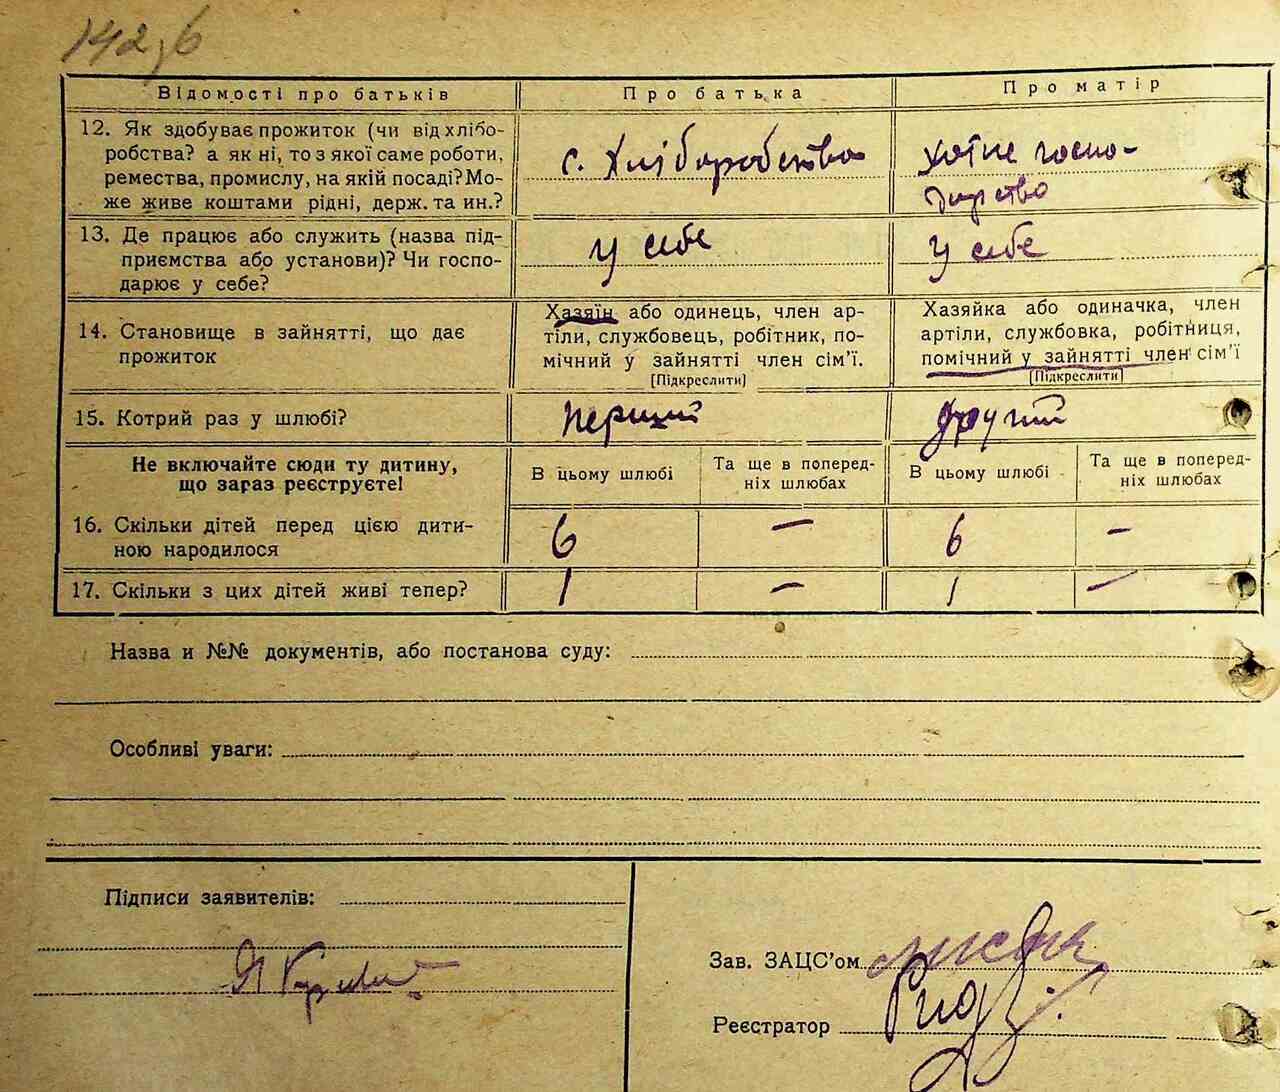 142,б
Відомості про батьків Про батька Про матір
12. Як здобуває прожиток (чи від хлібо-
робства? а як ні, то з якої саме роботи,
ремества, промислу, на якій посаді? Мо-
же живе коштами рідні, держ. та ин.?
с. Хліборобство
хатнє госпо-
дарство
13. Де працює або служить (назва під-
приємства або установи)? Чи госпо-
дарює у себе?
у себе
у себе
14. Становище в зайнятті, що дає
прожиток
Хазяїн або одинець, член ар-
тіли, службовець, робітник, по-
мічний у зайнятті член сім'ї.
[Підкреслити]
Хазяйка або одиначка, член
артіли, службовка, робітниця,
помічний у зайнятті член сім'ї
[Підкреслити]
15. Котрий раз у шлюбі? перший другий
Не включайте сюди ту дитину,
що зараз реєструєте!
В цьому шлюбі
Та ще в поперед-
ніх шлюбах
В цьому шлюбі
Та ще в поперед-
ніх шлюбах
16. Скільки дітей перед цією дити-
ною народилося
6 — 6 —
17. Скільки з цих дітей живі тепер? 1 — 1 —
Назва и №№ документів, або постанова суду:
Особливі уваги:
Підписи заявителів:
Зав. ЗАЦС'ом
Реєстратор